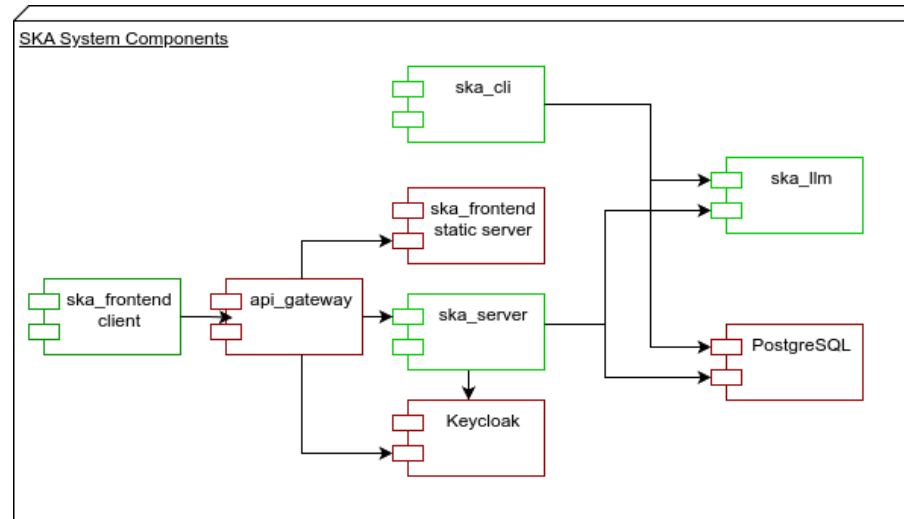 SKA System Components
ska_cli
ska_llm
ska_frontend
static server
ska_frontend
client
api_gateway
ska_server
PostgreSQL
Keycloak